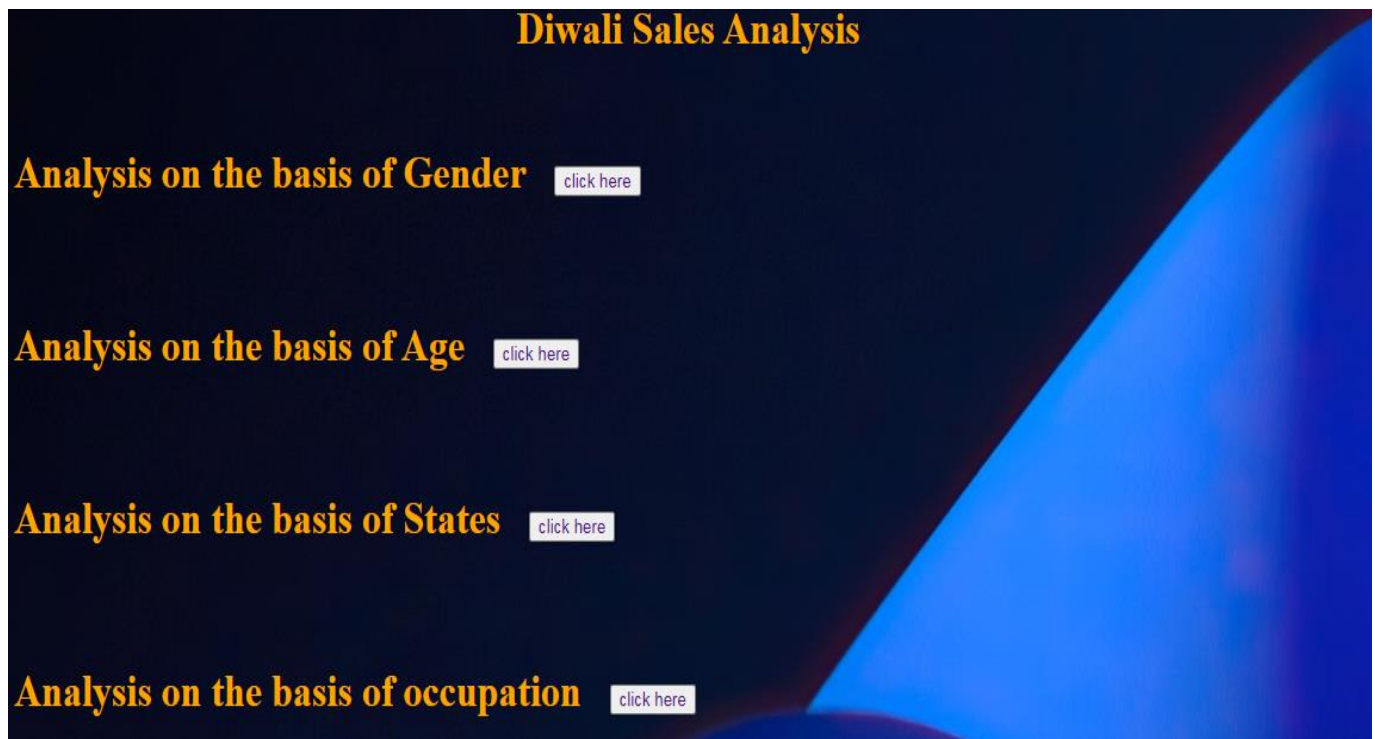 Diwali Sales Analysis
Analysis on the basis of Gender click here
Analysis on the basis of Age click here
Analysis on the basis of States click here
Analysis on the basis of occupation click here